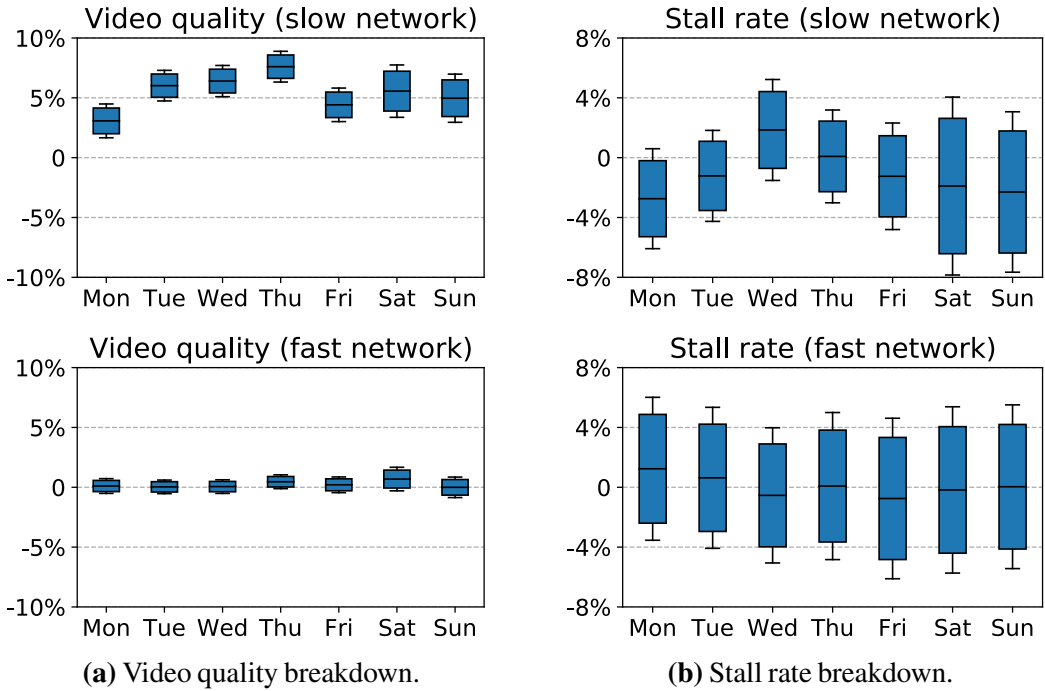 Video quality (slow network)
10%
5%
0
-5%
-10%
Mon Tue Wed Thu Fri Sat Sun
Stall rate (slow network)
8%
4%
0
-4%
-8%
Mon Tue Wed Thu Fri Sat Sun
Video quality (fast network)
10%
5%
0
-5%
-10%
Mon Tue Wed Thu Fri Sat Sun
Stall rate (fast network)
8%
4%
0
-4%
-8%
Mon Tue Wed Thu Fri Sat Sun
(a) Video quality breakdown.
(b) Stall rate breakdown.